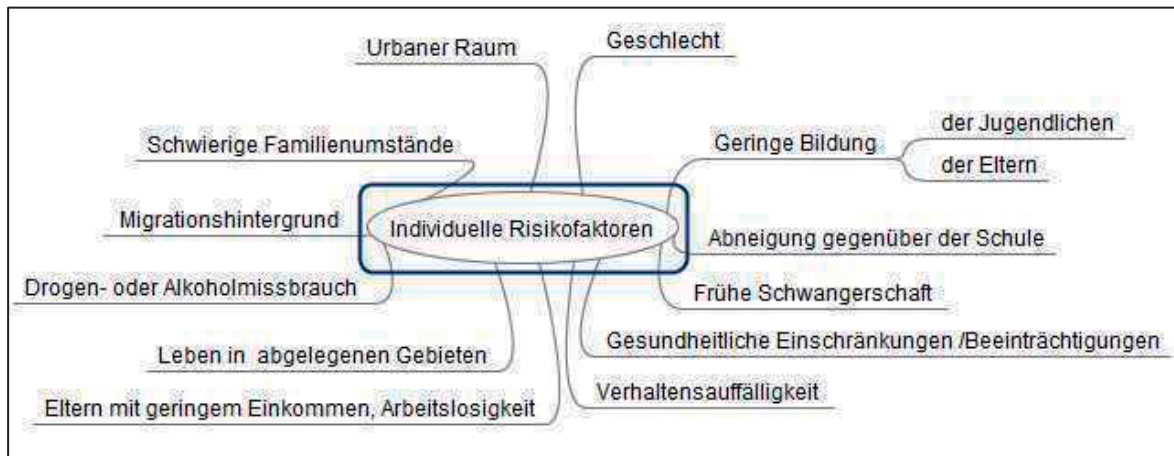 Urbaner Raum
Geschlecht
Schwierige Familienumstände
Geringe Bildung
der Jugendlichen
der Eltern
Migrationshintergrund
Individuelle Risikofaktoren
Abneigung gegenüber der Schule
Drogen- oder Alkoholmissbrauch
Frühe Schwangerschaft
Leben in abgelegenen Gebieten
Gesundheitliche Einschränkungen /Beeinträchtigungen
Eltern mit geringem Einkommen, Arbeitslosigkeit
Verhaltensauffälligkeit